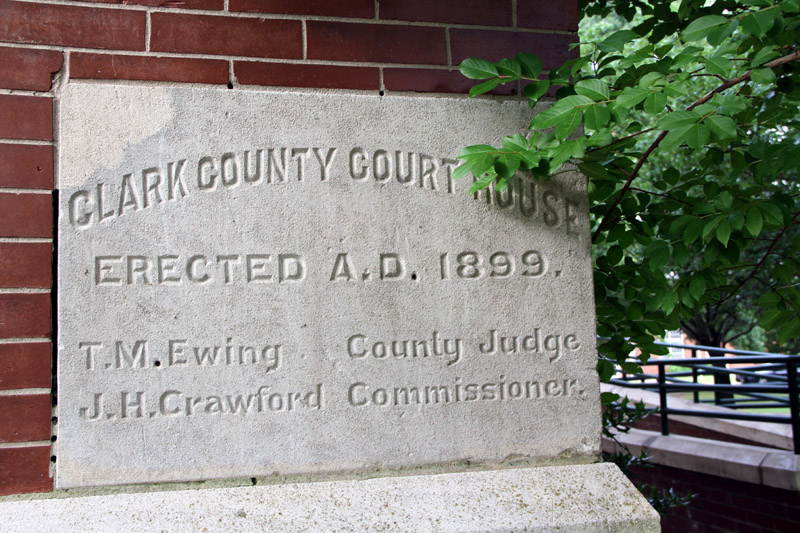 CLARK COUNTY COURT HOUSE
ERECTED A.D. 1899.
T.M. Ewing County Judge
J.H. Crawford Commissioner.